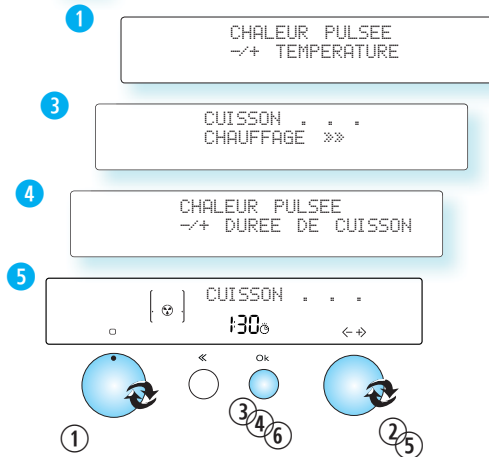 1
CHALEUR PULSEE
-/+ TEMPERATURE
3
CUISSON . . .
CHAUFFAGE »»
4
CHALEUR PULSEE
-/+ DUREE DE CUISSON
5
CUISSON . . .
1:30
<- +>
« Ok
① ③ ④ ⑥ ② ⑤